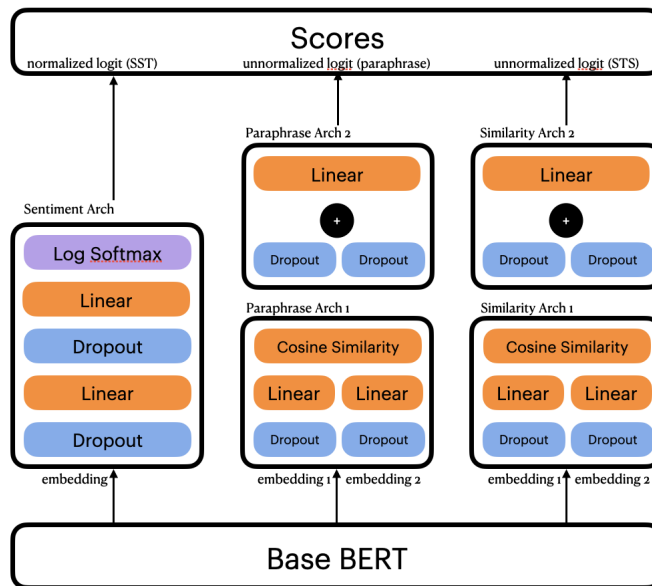 Scores
normalized logit (SST)
unnormalized logit (paraphrase)
unnormalized logit (STS)
Paraphrase Arch 2
Similarity Arch 2
Linear
Linear
+
+
Dropout Dropout
Dropout Dropout
Sentiment Arch
Log Softmax
Linear
Dropout
Linear
Dropout
Paraphrase Arch 1
Similarity Arch 1
Cosine Similarity
Cosine Similarity
Linear Linear
Linear Linear
Dropout Dropout
Dropout Dropout
embedding
embedding 1 embedding 2
embedding 1 embedding 2
Base BERT